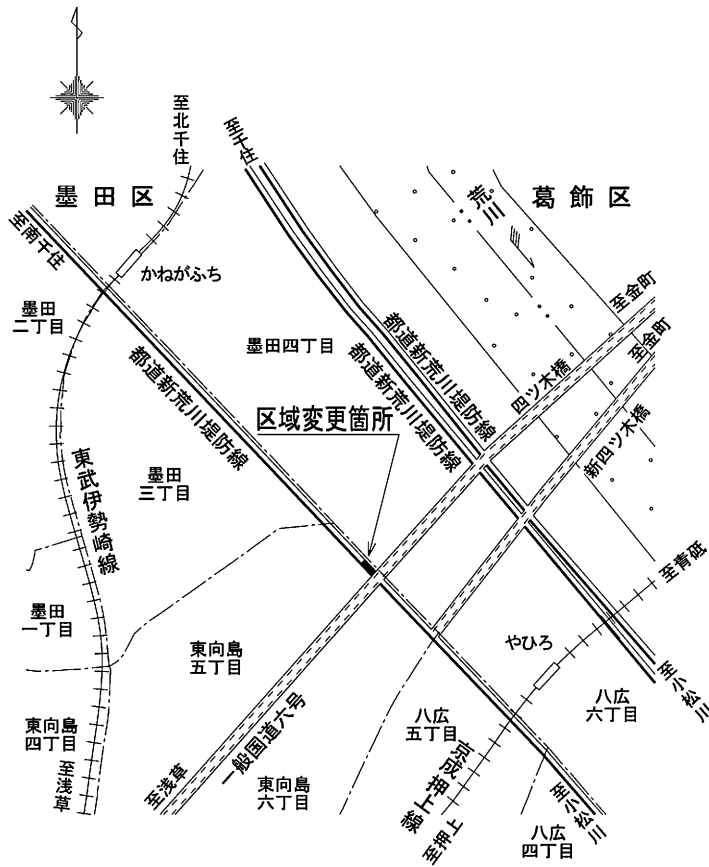 至北千住
至千住
墨田区
葛飾区
荒川
至南千住
かねがふち
至金町
至金町
墨田
二丁目
墨田四丁目
都道新荒川堤防線
都道新荒川堤防線
都道新荒川堤防線
四ツ木橋
新四ツ木橋
区域変更箇所
東武伊勢崎線
墨田
三丁目
至青砥
墨田
一丁目
東向島
五丁目
やひろ
至小松川
八広
六丁目
東向島
四丁目
至浅草
至浅草
一般国道六号
東向島
六丁目
八広
五丁目
京成押上線
至押上
至小松川
八広
四丁目